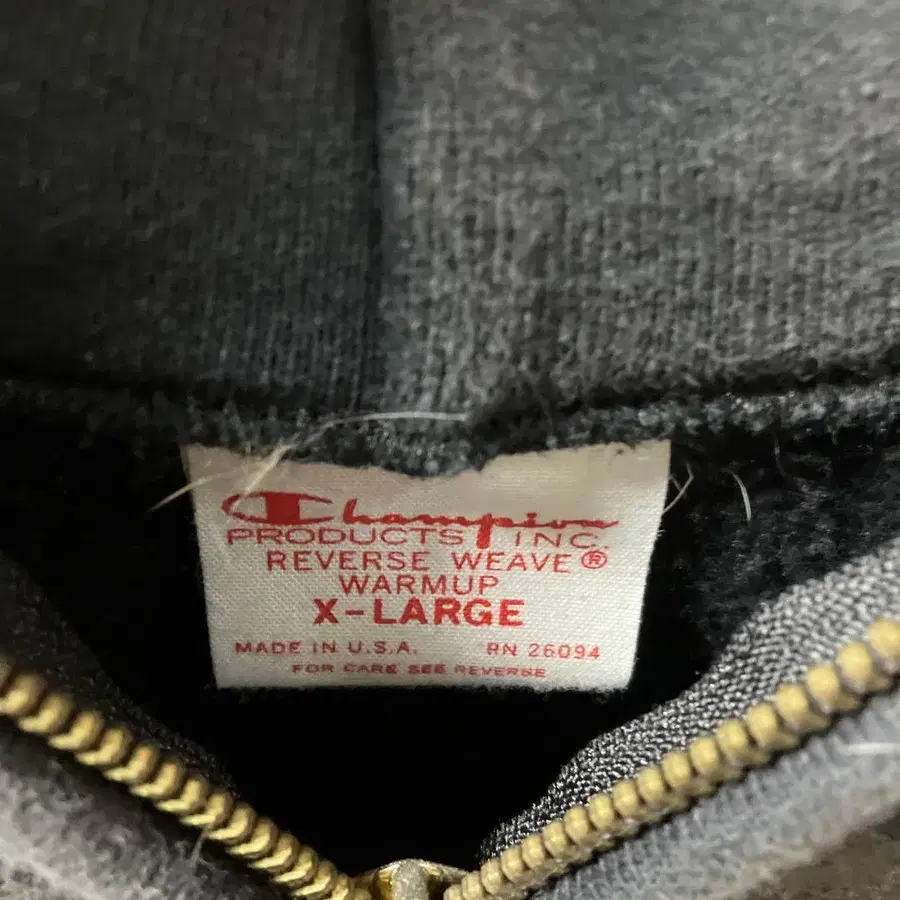 Champion
PRODUCTS INC.
REVERSE WEAVE®
WARMUP
X-LARGE
MADE IN U.S.A. RN 26094
FOR CARE SEE REVERSE